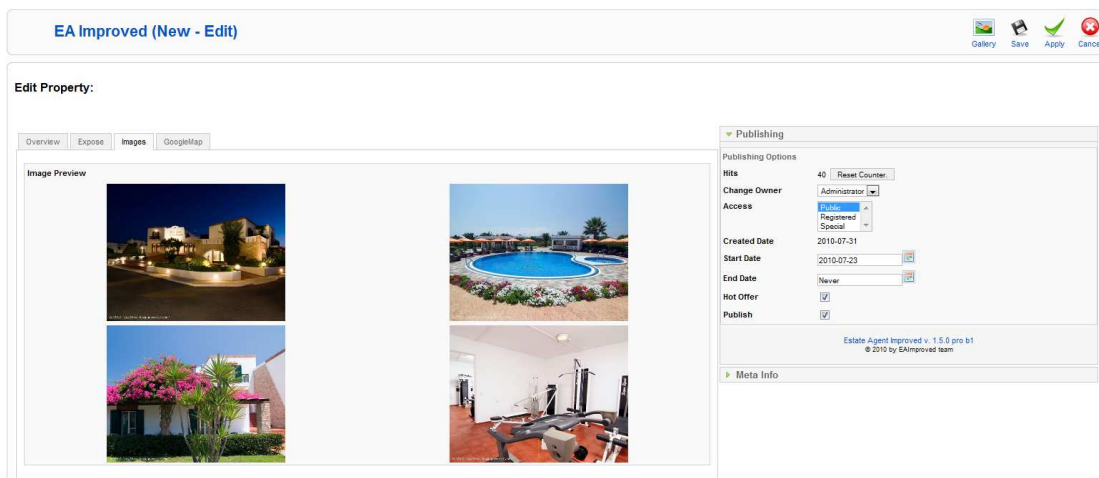 EA Improved (New - Edit)
Gallery Save Apply Cance
Edit Property:
Overview Expose Images GoogleMap
Image Preview
Publishing
Publishing Options
Hits 40 Reset Counter.
Change Owner Administrator
Access Public
Registered
Special
Created Date 2010-07-31
Start Date 2010-07-23
End Date Never
Hot Offer
Publish
Estate Agent Improved v. 1.5.0 pro b1
© 2010 by EAImproved team
Meta Info